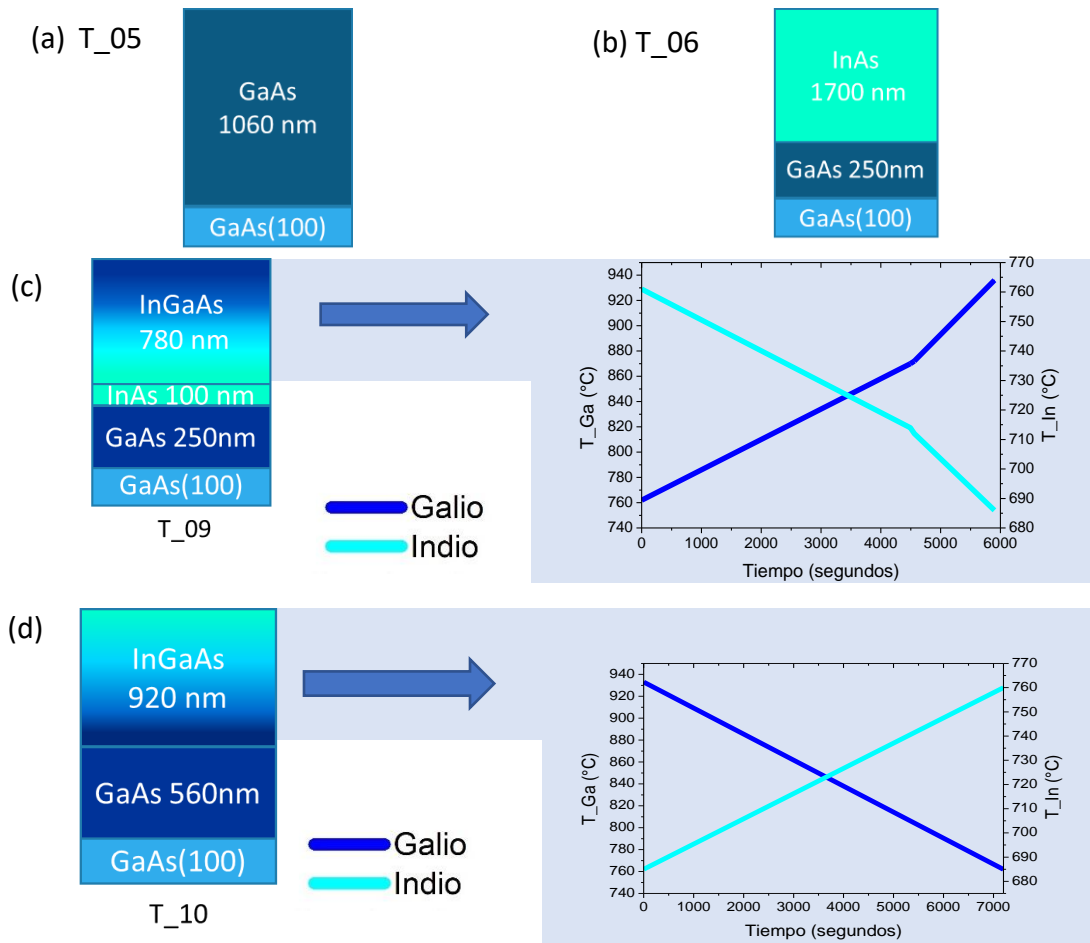 (a) T_05
GaAs
1060 nm
GaAs(100)
(b) T_06
InAs
1700 nm
GaAs 250nm
GaAs(100)
(c)
InGaAs
780 nm
InAs 100 nm
GaAs 250nm
GaAs(100)
T_09
Galio
Indio
T_Ga (°C)
940
920
900
880
860
840
820
800
780
760
740
T_In (°C)
770
760
750
740
730
720
710
700
690
680
0 1000 2000 3000 4000 5000 6000
Tiempo (segundos)
(d)
InGaAs
920 nm
GaAs 560nm
GaAs(100)
T_10
Galio
Indio
T_Ga (°C)
940
920
900
880
860
840
820
800
780
760
740
T_In (°C)
770
760
750
740
730
720
710
700
690
680
0 1000 2000 3000 4000 5000 6000 7000
Tiempo (segundos)